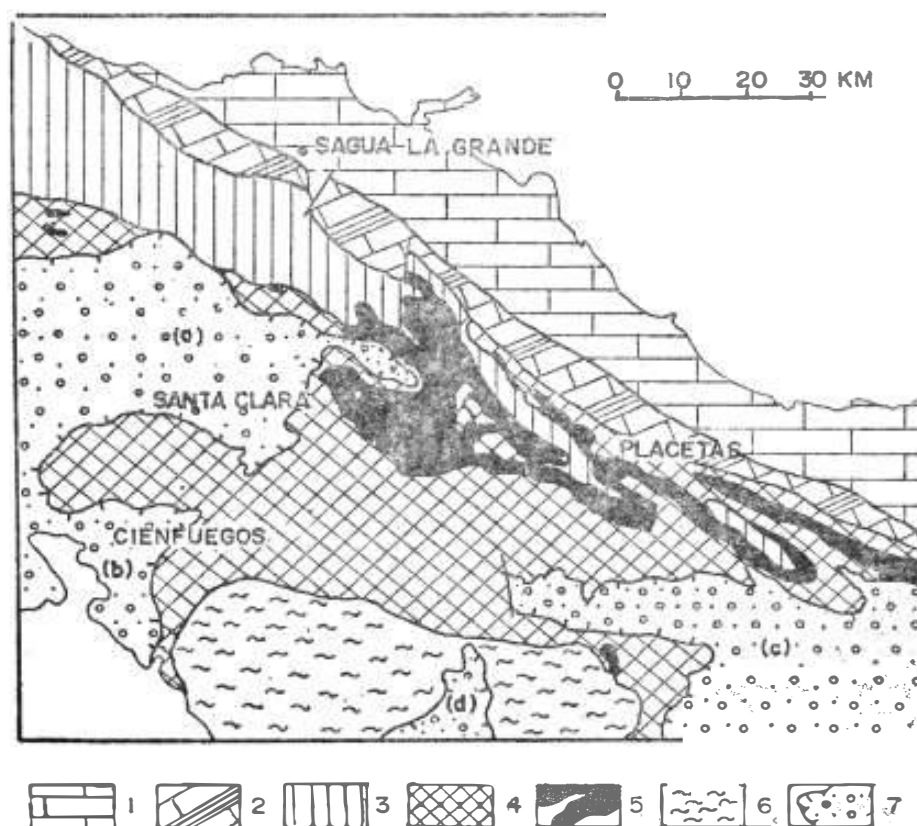 0 10 20 30 KM
SAGUA-LA GRANDE
(a)
SANTA CLARA
PLACETAS
CIENFUEGOS
(b)
(c)
(d)
1 2 3 4 5 6 7